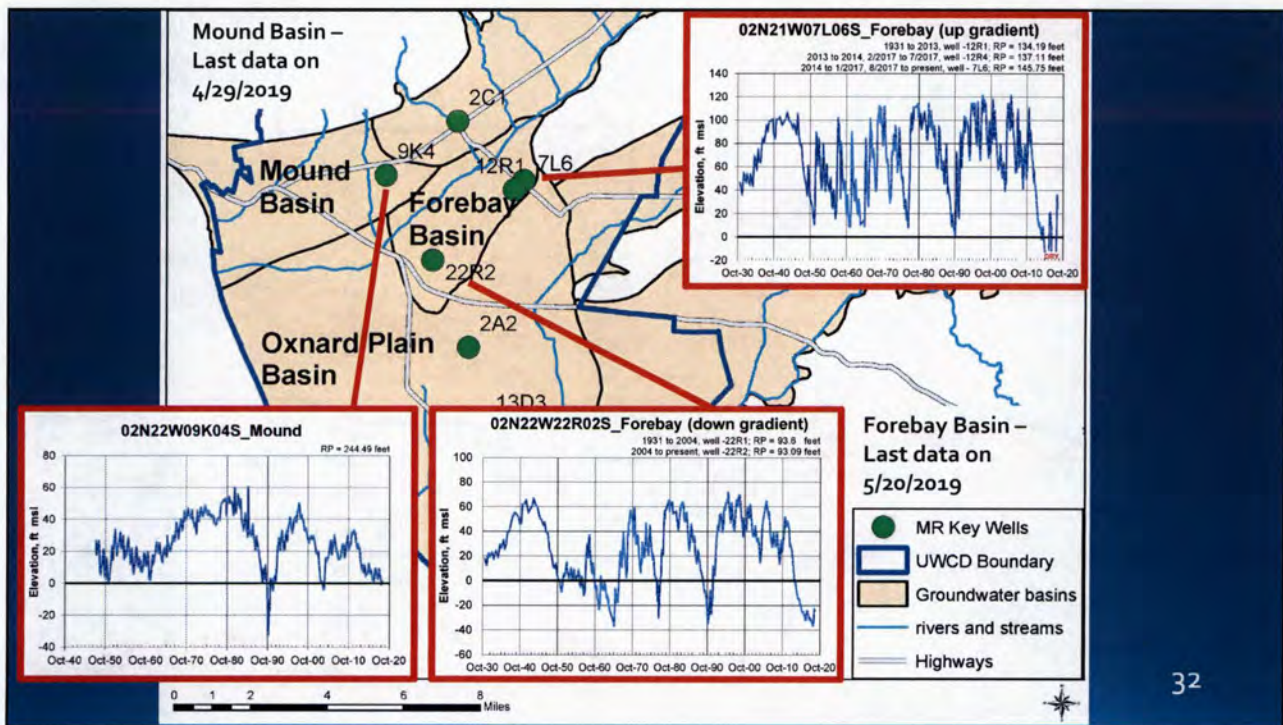 Mound Basin –
Last data on
4/29/2019
2C1
9K4
12R1
7L6
Mound
Basin
Forebay
Basin
22R2
2A2
Oxnard Plain
Basin
13D3
02N21W07L06S_Forebay (up gradient)
1931 to 2013, well -12R1; RP = 134.19 feet
2013 to 2014, 2/2017 to 7/2017, well -12R4; RP = 137.11 feet
2014 to 1/2017, 8/2017 to present, well - 7L6; RP = 145.75 feet
Elevation, ft msl
140
120
100
80
60
40
20
0
-20
DRY
Oct-30 Oct-40 Oct-50 Oct-60 Oct-70 Oct-80 Oct-90 Oct-00 Oct-10 Oct-20
02N22W09K04S_Mound
RP = 244.49 feet
Elevation, ft msl
80
60
40
20
0
-20
-40
Oct-40 Oct-50 Oct-60 Oct-70 Oct-80 Oct-90 Oct-00 Oct-10 Oct-20
02N22W22R02S_Forebay (down gradient)
1931 to 2004, well -22R1; RP = 93.6 feet
2004 to present, well -22R2; RP = 93.09 feet
Elevation, ft msl
100
80
60
40
20
0
-20
-40
-60
Oct-30 Oct-40 Oct-50 Oct-60 Oct-70 Oct-80 Oct-90 Oct-00 Oct-10 Oct-20
Forebay Basin –
Last data on
5/20/2019
MR Key Wells
UWCD Boundary
Groundwater basins
rivers and streams
Highways
0 1 2 4 6 8
Miles
32